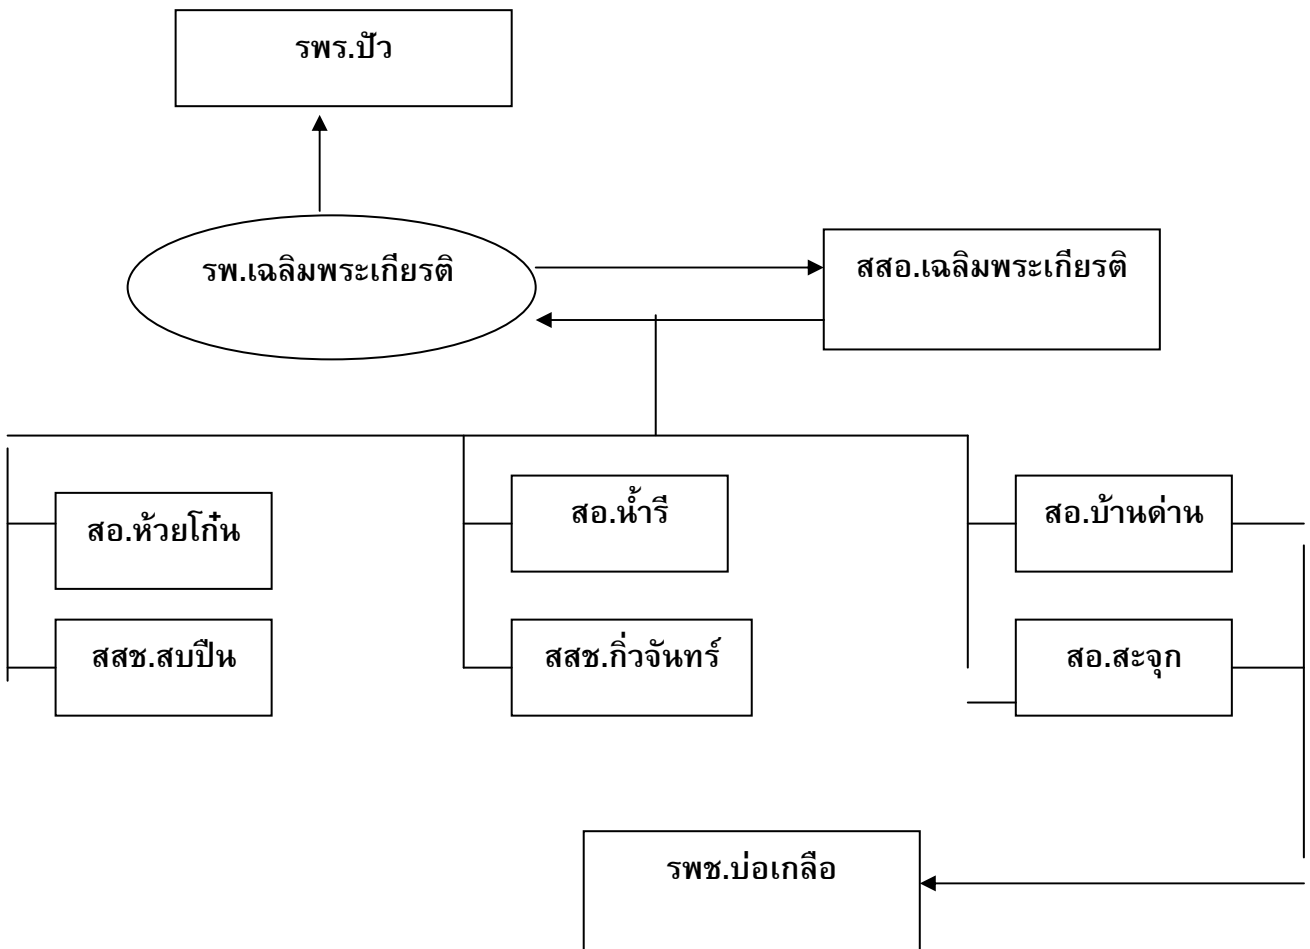 รพร.ปัว
รพ.เฉลิมพระเกียรติ
สสอ.เฉลิมพระเกียรติ
สอ.ห้วยโก๋น
สอ.น้ำรี
สอ.บ้านด่าน
สสช.สบปืน
สสช.กิ่วจันทร์
สอ.สะจุก
รพช.บ่อเกลือ